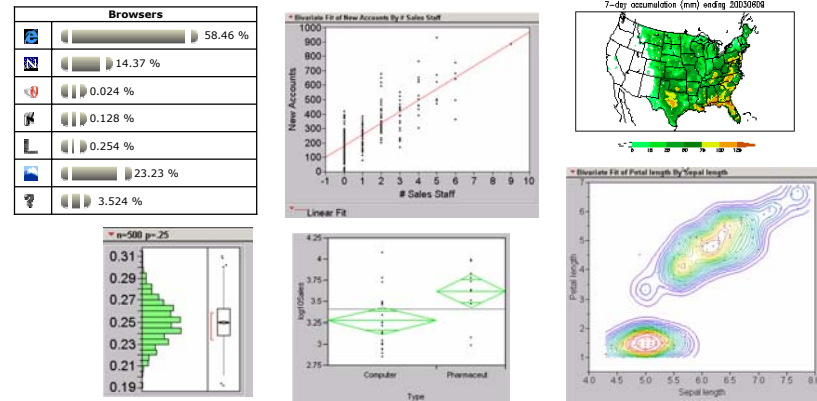 Browsers
58.46 %
14.37 %
0.024 %
0.128 %
0.254 %
23.23 %
3.524 %
Bivariate Fit of New Accounts By # Sales Staff
1000
900
800
700
600
500
400
300
200
100
0
New Accounts
-1 0 1 2 3 4 5 6 7 8 9 10
# Sales Staff
Linear Fit
7-day accumulation (mm) ending 20030609
n=500 p=.25
0.31
0.29
0.27
0.25
0.23
0.21
0.19
4.25
4
3.75
3.5
3.25
3
2.75
log10Sales
Computer Pharmaceut
Type
Bivariate Fit of Petal length By Sepal length
7
6
5
4
3
2
1
Petal length
4.0 4.5 5.0 5.5 6.0 6.5 7.0 7.5 8.0
Sepal length